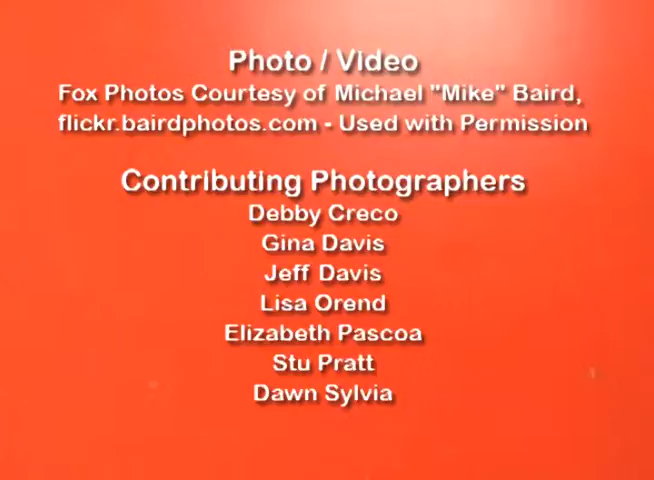 Photo / Video
Fox Photos Courtesy of Michael "Mike" Baird,
flickr.bairdphotos.com - Used with Permission
Contributing Photographers
Debby Creco
Gina Davis
Jeff Davis
Lisa Orend
Elizabeth Pascoa
Stu Pratt
Dawn Sylvia